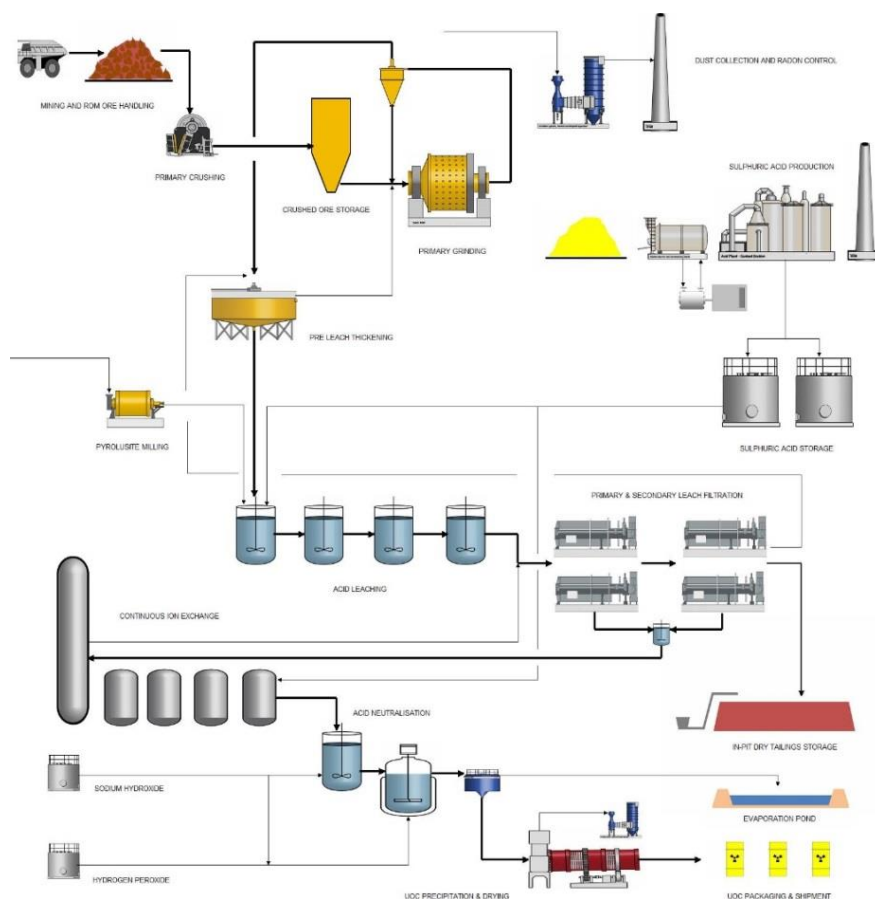 DUST COLLECTION AND RADON CONTROL
MINING AND ROM ORE HANDLING
SULPHURIC ACID PRODUCTION
PRIMARY CRUSHING
CRUSHED ORE STORAGE
PRIMARY GRINDING
PRE LEACH THICKENING
PYROLUSITE MILLING
SULPHURIC ACID STORAGE
PRIMARY & SECONDARY LEACH FILTRATION
ACID LEACHING
CONTINUOUS ION EXCHANGE
ACID NEUTRALISATION
IN-PIT DRY TAILINGS STORAGE
SODIUM HYDROXIDE
EVAPORATION POND
HYDROGEN PEROXIDE
UOC PRECIPITATION & DRYING
UOC PACKAGING & SHIPMENT